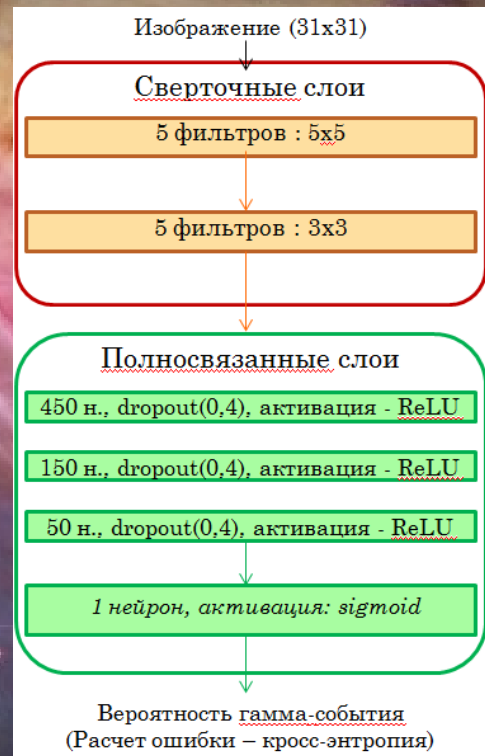 Изображение (31x31)
Сверточные слои
5 фильтров : 5x5
5 фильтров : 3x3
Полносвязанные слои
450 н., dropout(0,4), активация - ReLU
150 н., dropout(0,4), активация - ReLU
50 н., dropout(0,4), активация - ReLU
1 нейрон, активация: sigmoid
Вероятность гамма-события
(Расчет ошибки – кросс-энтропия)